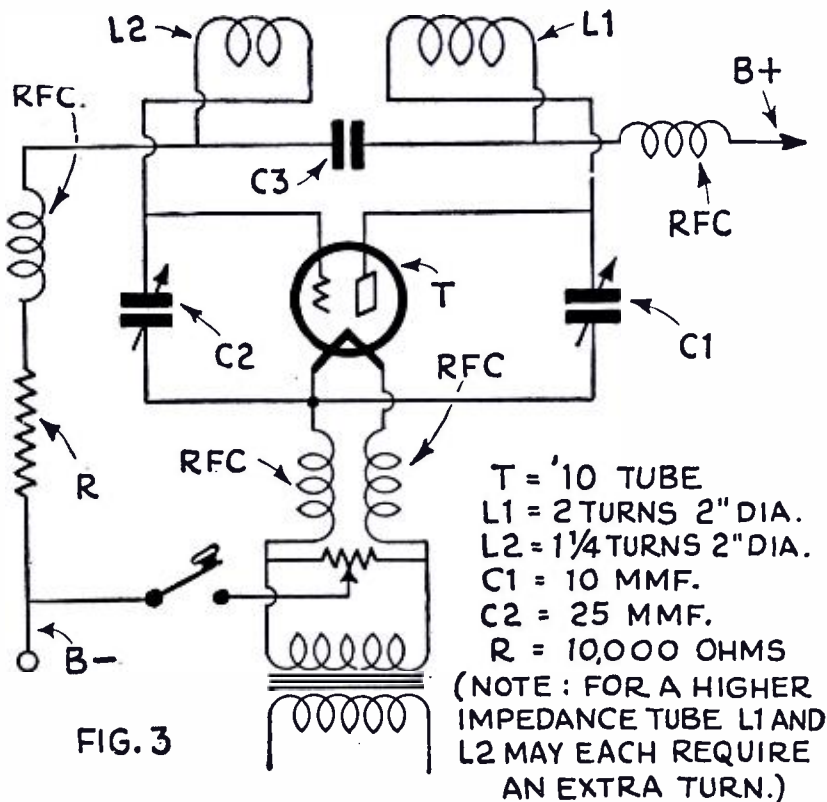 L2
L1
RFC.
B+
C3
RFC
T
C2
C1
RFC
RFC
R
B-
T = '10 TUBE
L1 = 2 TURNS 2" DIA.
L2 = 1¼ TURNS 2" DIA.
C1 = 10 MMF.
C2 = 25 MMF.
R = 10,000 OHMS
(NOTE: FOR A HIGHER
IMPEDANCE TUBE L1 AND
L2 MAY EACH REQUIRE
AN EXTRA TURN.)
FIG. 3